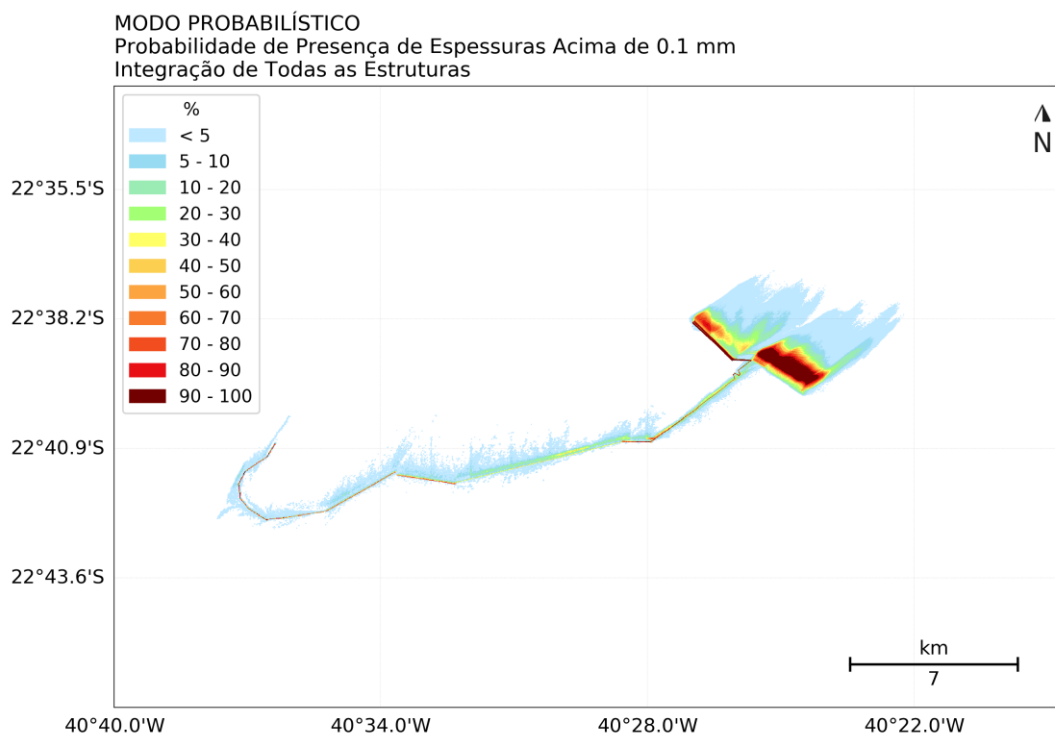 MODO PROBABILÍSTICO
Probabilidade de Presença de Espessuras Acima de 0.1 mm
Integração de Todas as Estruturas
%
< 5
5 - 10
10 - 20
20 - 30
30 - 40
40 - 50
50 - 60
60 - 70
70 - 80
80 - 90
90 - 100
N
22°35.5'S
22°38.2'S
22°40.9'S
22°43.6'S
km
7
40°40.0'W 40°34.0'W 40°28.0'W 40°22.0'W